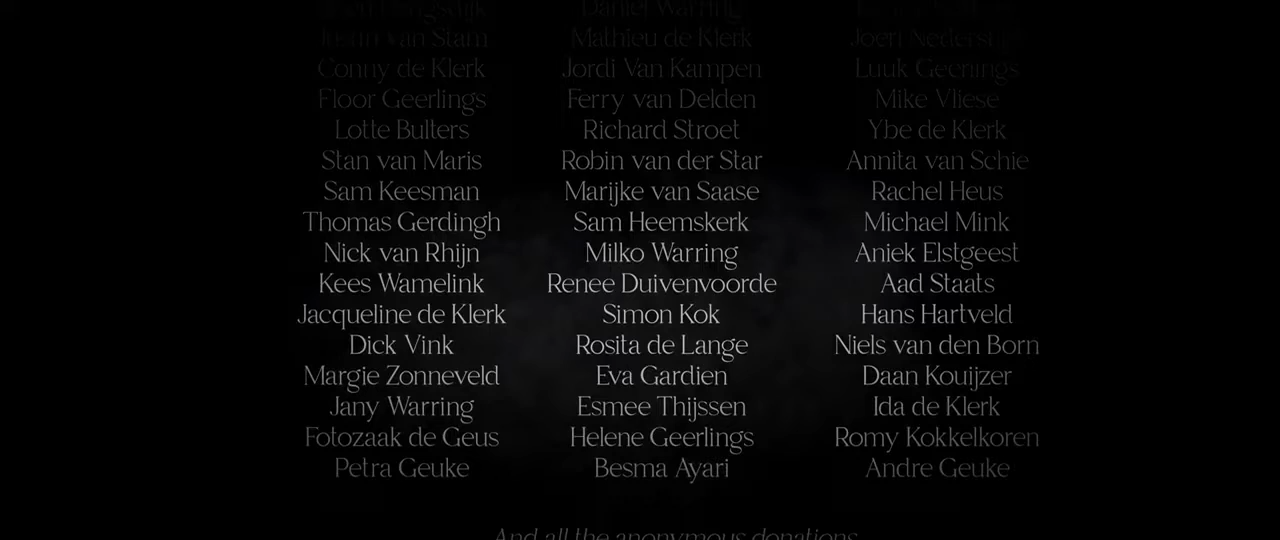 Daniel Warring
Justin van Stam Mathieu de Klerk Joeri
Conny de Klerk Jordi Van Kampen Luuk Geerlings
Floor Geerlings Ferry van Delden Mike Vliese
Lotte Bulters Richard Stroet Ybe de Klerk
Stan van Maris Robin van der Star Annita van Schie
Sam Keesman Marijke van Saase Rachel Heus
Thomas Gerdingh Sam Heemskerk Michael Mink
Nick van Rhijn Milko Warring Aniek Elstgeest
Kees Wamelink Renee Duivenvoorde Aad Staats
Jacqueline de Klerk Simon Kok Hans Hartveld
Dick Vink Rosita de Lange Niels van den Born
Margie Zonneveld Eva Gardien Daan Kouijzer
Jany Warring Esmee Thijssen Ida de Klerk
Fotozaak de Geus Helene Geerlings Romy Kokkelkoren
Petra Geuke Besma Ayari Andre Geuke
And all the anonymous donations